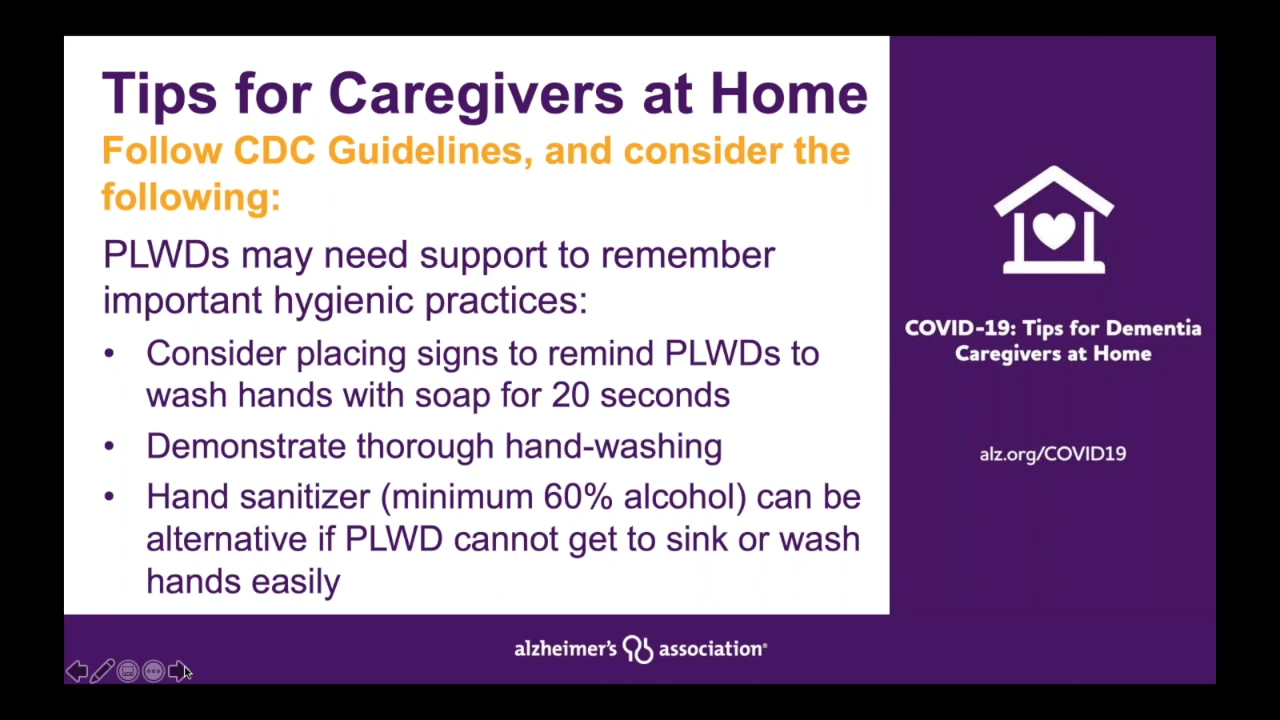 Tips for Caregivers at Home
Follow CDC Guidelines, and consider the
following:
PLWDs may need support to remember
important hygienic practices:
• Consider placing signs to remind PLWDs to
wash hands with soap for 20 seconds
• Demonstrate thorough hand-washing
• Hand sanitizer (minimum 60% alcohol) can be
alternative if PLWD cannot get to sink or wash
hands easily
COVID-19: Tips for Dementia
Caregivers at Home
alz.org/COVID19
alzheimer's association®